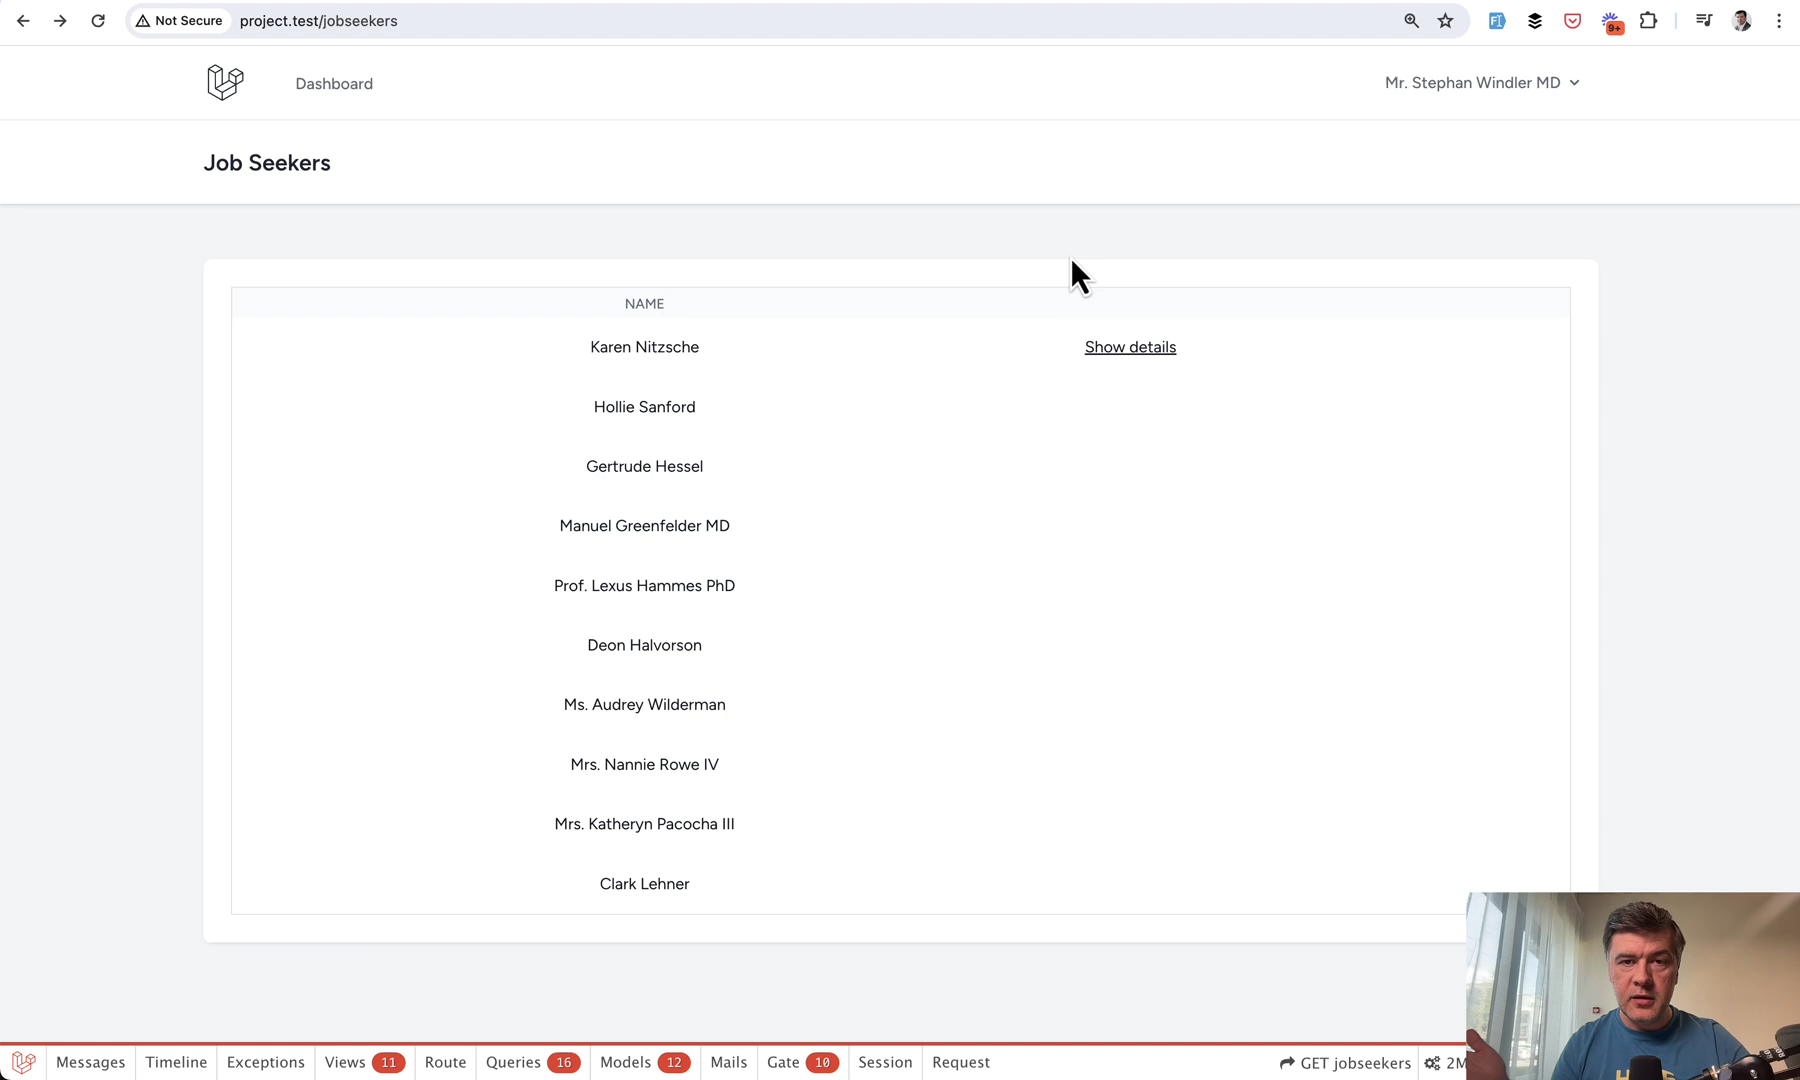 Not Secure project.test/jobseekers
9+
Dashboard
Mr. Stephan Windler MD
Job Seekers
NAME
Karen Nitzsche Show details
Hollie Sanford
Gertrude Hessel
Manuel Greenfelder MD
Prof. Lexus Hammes PhD
Deon Halvorson
Ms. Audrey Wilderman
Mrs. Nannie Rowe IV
Mrs. Katheryn Pacocha III
Clark Lehner
Messages Timeline Exceptions Views 11 Route Queries 16 Models 12 Mails Gate 10 Session Request GET jobseekers 2M